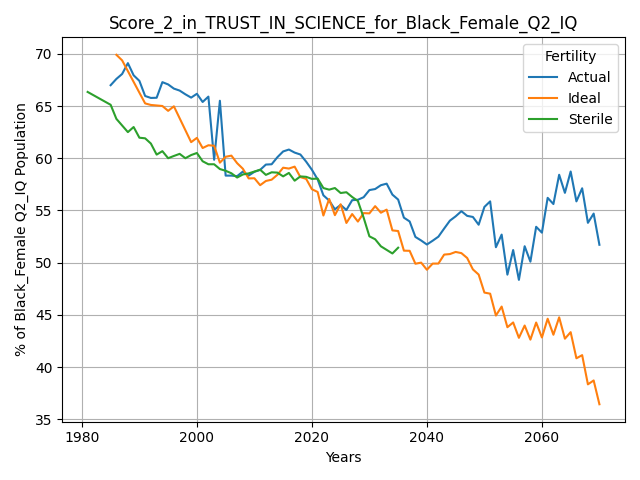 Score_2_in_TRUST_IN_SCIENCE_for_Black_Female_Q2_IQ
Fertility
Actual
Ideal
Sterile
% of Black_Female Q2_IQ Population
70
65
60
55
50
45
40
35
1980
2000
2020
2040
2060
Years